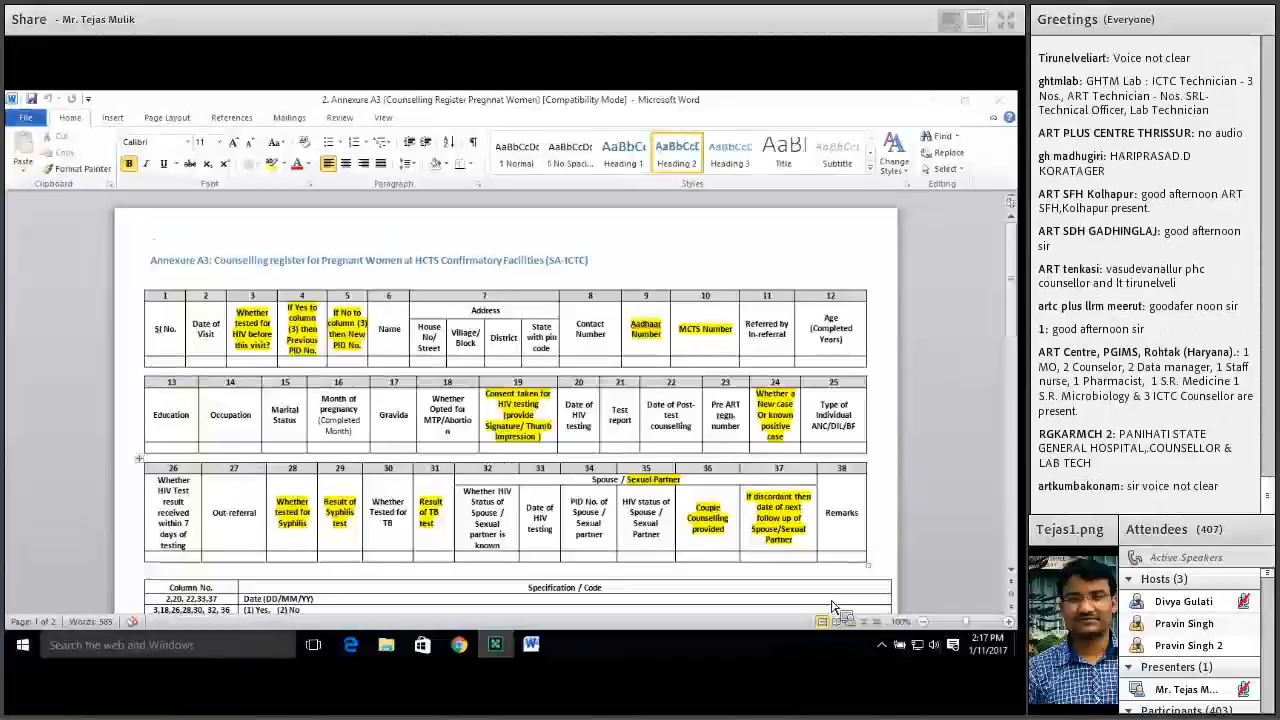 Share - Mr. Tejas Mulik
2. Annexure A3 (Counselling Register Pregnnat Women) [Compatibility Mode] - Microsoft Word
File Home Insert Page Layout References Mailings Review View
Paste
Cut
Copy
Format Painter
Clipboard
Calibri 11
Font
Paragraph
AaBbCcDc AaBbCcDc AaBbCc AaBbCcD AaBbCcD AaBI AaBbCcl
¶ Normal ¶ No Spaci... Heading 1 Heading 2 Heading 3 Title Subtitle
Change Styles
Styles
Find
Replace
Select
Editing
Annexure A3: Counselling register for Pregnant Women at HCTS Confirmatory Facilities (SA-ICTC)
1 2 3 4 5 6 7 8 9 10 11 12
Sl No.
Date of Visit
Whether tested for HIV before this visit?
If Yes to column (3) then Previous PID No.
If No to column (3) then New PID No.
Name
Address
House No/ Street
Village/ Block
District
State with pin code
Contact Number
Aadhaar Number
MCTS Number
Referred by In-referral
Age (Completed Years)
13 14 15 16 17 18 19 20 21 22 23 24 25
Education
Occupation
Marital Status
Month of pregnancy (Completed Month)
Gravida
Whether Opted for MTP/Abortio n
Consent taken for HIV testing (provide Signature/ Thumb Impression )
Date of HIV testing
Test report
Date of Post-test counselling
Pre ART regn. number
Whether a New case Or known positive case
Type of Individual ANC/DIL/BF
26 27 28 29 30 31 32 33 34 35 36 37 38
Whether HIV Test result received within 7 days of testing
Out-referral
Whether tested for Syphilis
Result of Syphilis test
Whether Tested for TB
Result of TB test
Spouse / Sexual Partner
Whether HIV Status of Spouse / Sexual partner is known
Date of HIV testing
PID No. of Spouse / Sexual partner
HIV status of Spouse / Sexual Partner
Couple Counselling provided
If discordant then date of next follow up of Spouse/Sexual Partner
Remarks
Column No. Specification / Code
2,20, 22,33,37 Date (DD/MM/YY)
3,18,26,28,30, 32, 36 (1) Yes, (2) No
Page: 1 of 2 Words: 585 100%
Search the web and Windows
2:17 PM
1/11/2017
Greetings (Everyone)
Tirunelveliart: Voice not clear
ghtmlab: GHTM Lab : ICTC Technician - 3
Nos., ART Technician - Nos. SRL-
Technical Officer, Lab Technician
ART PLUS CENTRE THRISSUR: no audio
gh madhugiri: HARIPRASAD.D
KORATAGER
ART SFH Kolhapur: good afternoon ART
SFH,Kolhapur present.
ART SDH GADHINGLAJ: good afternoon
sir
ART tenkasi: vasudevanallur phc
counsellor and lt tirunelveli
artc plus llrm meerut: goodafer noon sir
1: good afternoon sir
ART Centre, PGIMS, Rohtak (Haryana).: 1
MO, 2 Counselor, 2 Data manager, 1 Staff
nurse, 1 Pharmacist, 1 S.R. Medicine 1
S.R. Microbiology & 3 ICTC Counsellor are
present.
RGKARMCH 2: PANIHATI STATE
GENERAL HOSPITAL,.COUNSELLOR &
LAB TECH
artkumbakonam: sir voice not clear
Tejas1.png
Attendees (407)
Active Speakers
Hosts (3)
Divya Gulati
Pravin Singh
Pravin Singh 2
Presenters (1)
Mr. Tejas M...
Participants (403)